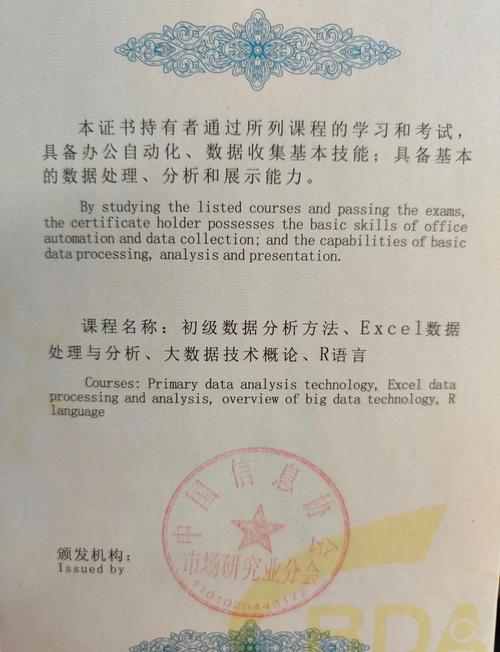 本证书持有者通过所列课程的学习和考试，
具备办公自动化、数据收集基本技能；具备基本
的数据处理、分析和展示能力。
By studying the listed courses and passing the exams,
the certificate holder possesses the basic skills of office
automation and data collection; and the capabilities of basic
data processing, analysis and presentation.
课程名称：初级数据分析方法、Excel数据
处理与分析、大数据技术概论、R语言
Courses: Primary data analysis technology, Excel data
processing and analysis, overview of big data technology, R
language
中国信息协会
市场研究业分会
颁发机构：
Issued by
BDA